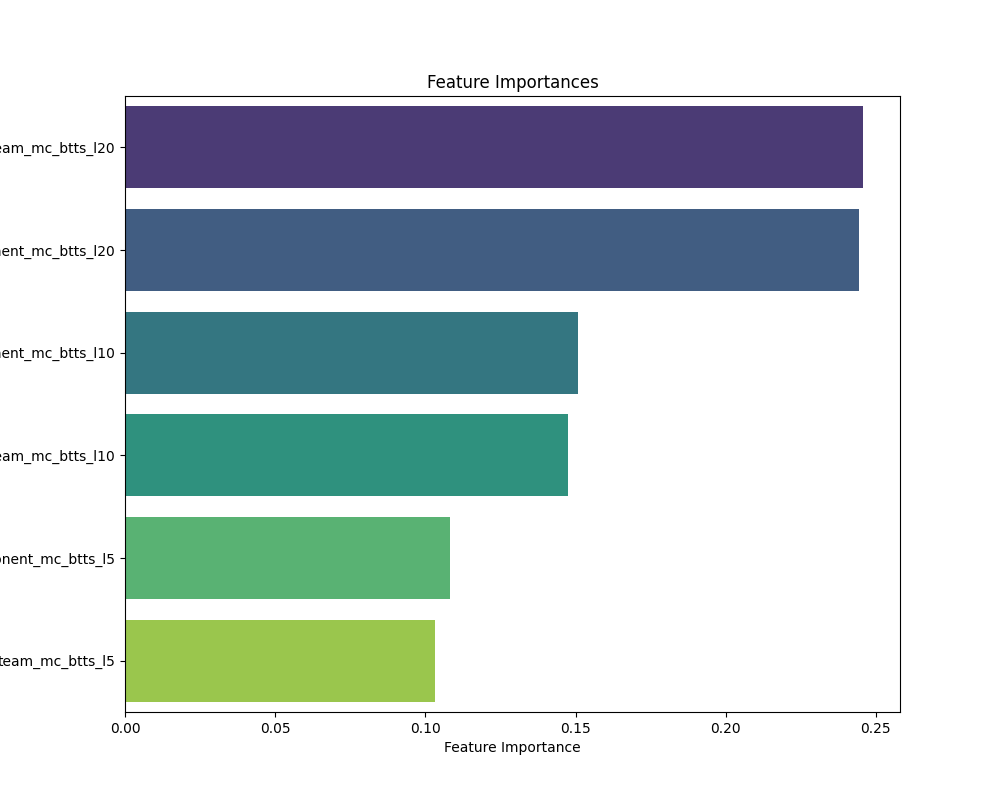 Feature Importances
eam_mc_btts_l20
nent_mc_btts_l20
nent_mc_btts_l10
eam_mc_btts_l10
onent_mc_btts_l5
team_mc_btts_l5
0.00 0.05 0.10 0.15 0.20 0.25
Feature Importance